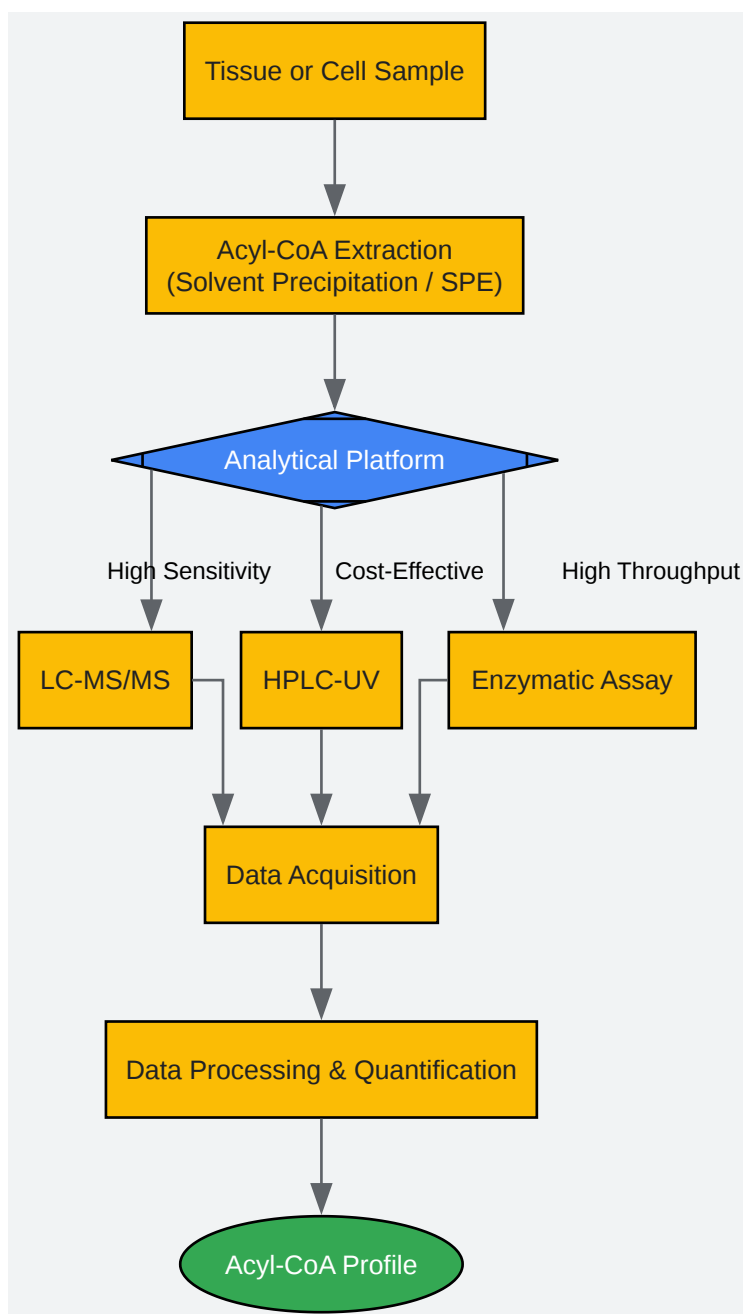 Tissue or Cell Sample
Acyl-CoA Extraction
(Solvent Precipitation / SPE)
Analytical Platform
High Sensitivity
Cost-Effective
High Throughput
LC-MS/MS
HPLC-UV
Enzymatic Assay
Data Acquisition
Data Processing & Quantification
Acyl-CoA Profile